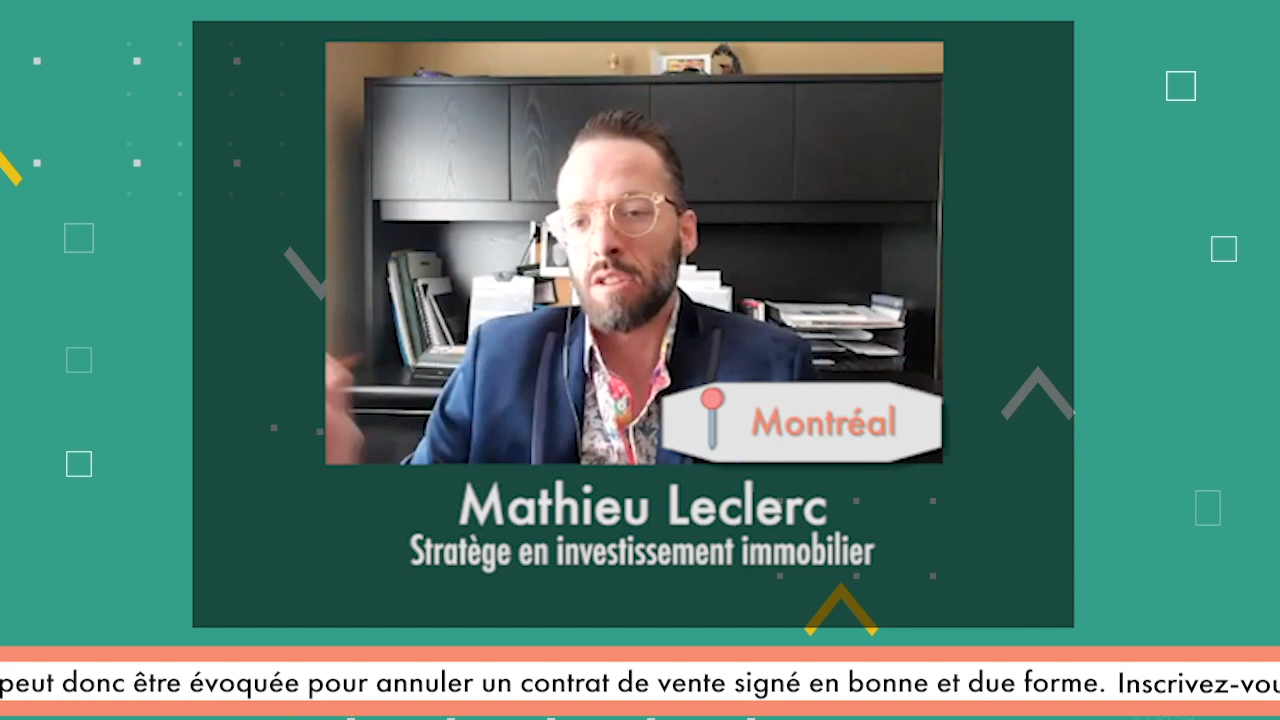 Montréal
Mathieu Leclerc
Stratège en investissement immobilier
peut donc être évoquée pour annuler un contrat de vente signé en bonne et due forme. Inscrivez-vou